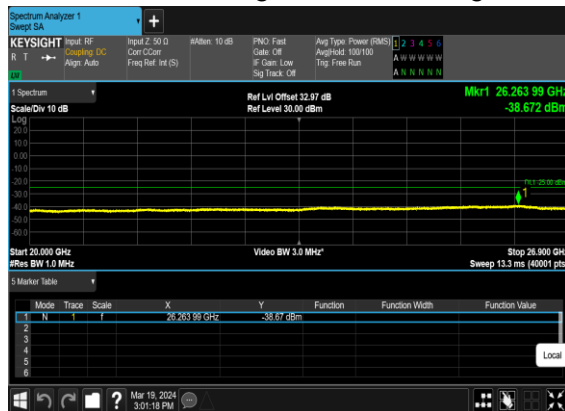 Spectrum Analyzer 1
Swept SA
KEYSIGHT Input: RF Input Z: 50 Ω #Atten: 10 dB PNO: Fast Avg Type: Power (RMS) 1 2 3 4 5 6
R T Coupling: DC Corr CCorr Gate: Off Avg|Hold: 100/100 A W W W W W
Align: Auto Freq Ref: Int (S) IF Gain: Low Trig: Free Run
LW Sig Track: Off A N N N N N
1 Spectrum Ref Lvl Offset 32.97 dB Mkr1 26.263 99 GHz
Scale/Div 10 dB Ref Level 30.00 dBm -38.672 dBm
Log
20.0
10.0
0.00
-10.0
-20.0
DL1 -25.00 dBm
-30.0
1
-40.0
-50.0
-60.0
Start 20.000 GHz Video BW 3.0 MHz* Stop 26.900 GHz
#Res BW 1.0 MHz Sweep 13.3 ms (40001 pts)
5 Marker Table
Mode Trace Scale X Y Function Function Width Function Value
1 N 1 f 26.263 99 GHz -38.67 dBm
2
3
4
5
6
Local
? Mar 19, 2024
3:01:18 PM